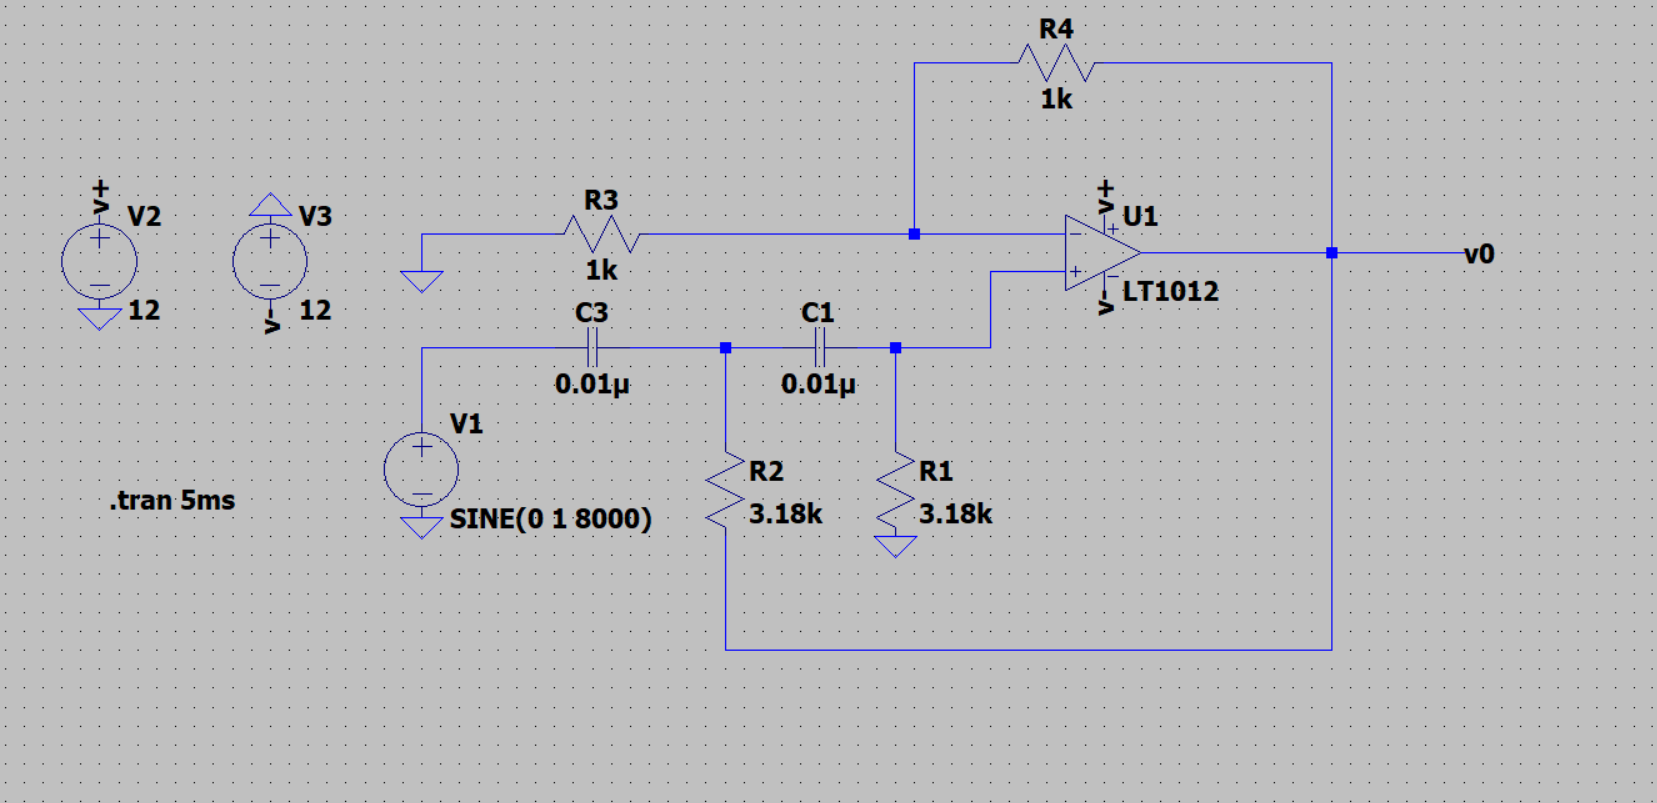 R4
1k
v+
V2
12
V3
v-
12
R3
1k
v+
U1
LT1012
v-
v0
C3
0.01µ
C1
0.01µ
V1
SINE(0 1 8000)
R2
3.18k
R1
3.18k
.tran 5ms